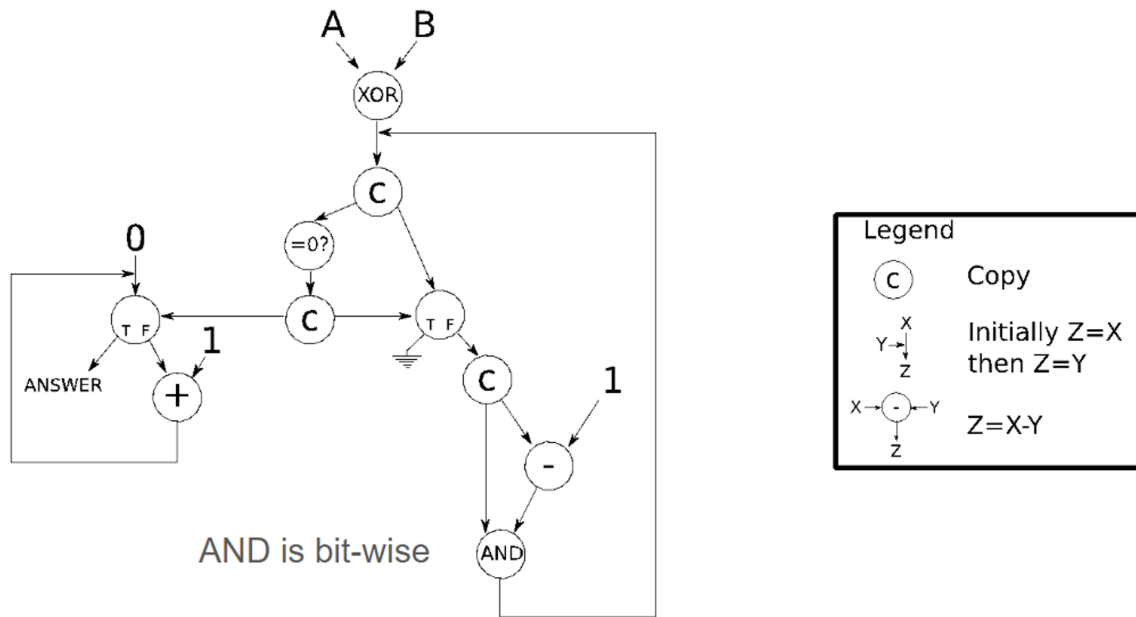 A B
XOR
C
=0?
0
T F
C
T F
1
ANSWER
+
C
1
-
AND
AND is bit-wise
Legend
C Copy
X
Y
Z
Initially Z=X
then Z=Y
X - Y
Z
Z=X-Y